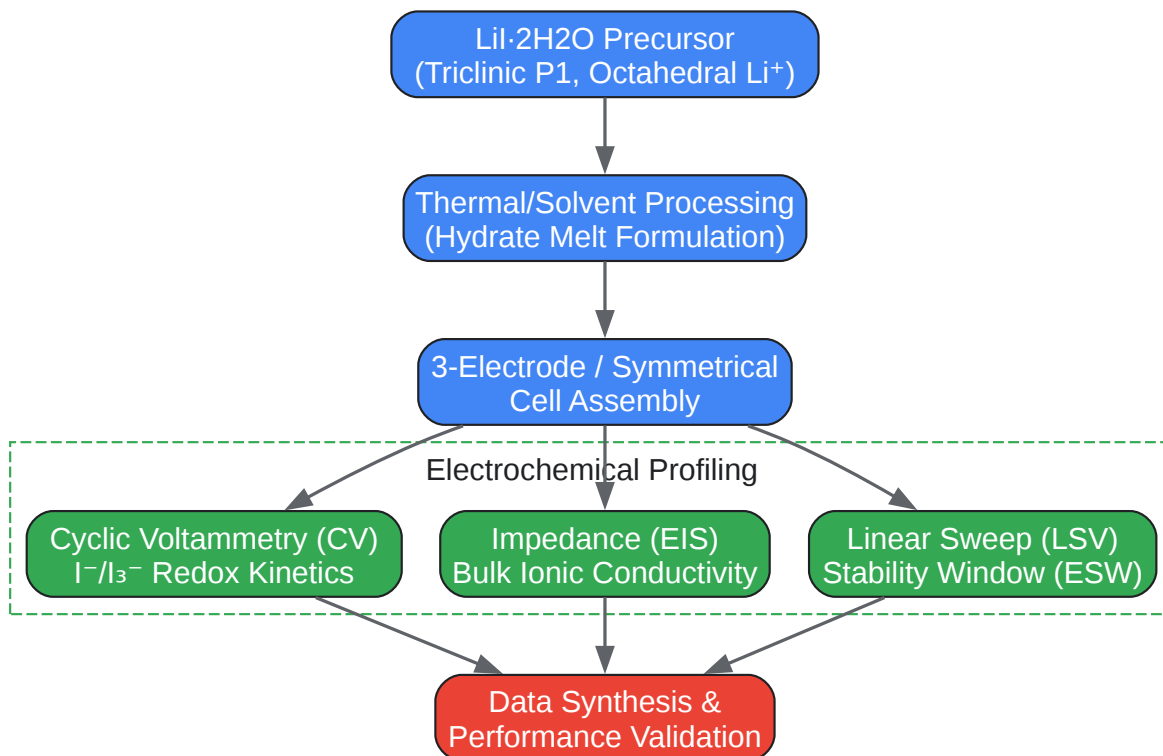 LiI·2H2O Precursor
(Triclinic P1, Octahedral Li⁺)
Thermal/Solvent Processing
(Hydrate Melt Formulation)
3-Electrode / Symmetrical
Cell Assembly
Electrochemical Profiling
Cyclic Voltammetry (CV)
I⁻/I₃⁻ Redox Kinetics
Impedance (EIS)
Bulk Ionic Conductivity
Linear Sweep (LSV)
Stability Window (ESW)
Data Synthesis &
Performance Validation